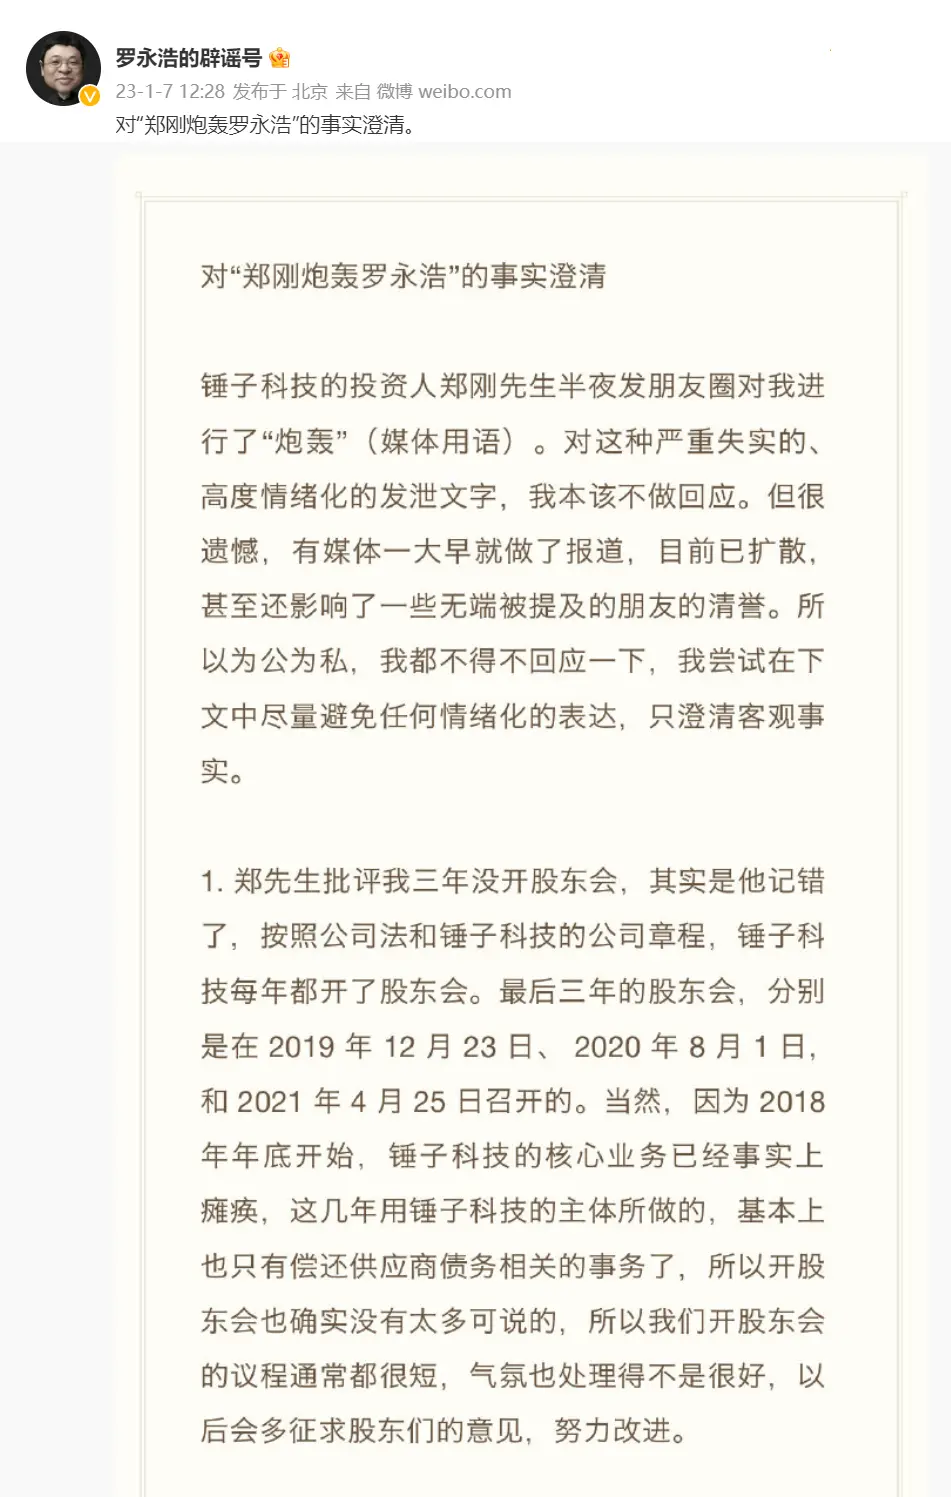 罗永浩的辟谣号
23-1-7 12:28 发布于 北京 来自 微博 weibo.com
对“郑刚炮轰罗永浩”的事实澄清。
对“郑刚炮轰罗永浩”的事实澄清
锤子科技的投资人郑刚先生半夜发朋友圈对我进
行了“炮轰”（媒体用语）。对这种严重失实的、
高度情绪化的发泄文字，我本该不做回应。但很
遗憾，有媒体一大早就做了报道，目前已扩散，
甚至还影响了一些无端被提及的朋友的清誉。所
以为公为私，我都不得不回应一下，我尝试在下
文中尽量避免任何情绪化的表达，只澄清客观事
实。
1. 郑先生批评我三年没开股东会，其实是他记错
了，按照公司法和锤子科技的公司章程，锤子科
技每年都开了股东会。最后三年的股东会，分别
是在 2019 年 12 月 23 日、 2020 年 8 月 1 日，
和 2021 年 4 月 25 日召开的。当然，因为 2018
年年底开始，锤子科技的核心业务已经事实上
瘫痪，这几年用锤子科技的主体所做的，基本上
也只有偿还供应商债务相关的事务了，所以开股
东会也确实没有太多可说的，所以我们开股东会
的议程通常都很短，气氛也处理得不是很好，以
后会多征求股东们的意见，努力改进。